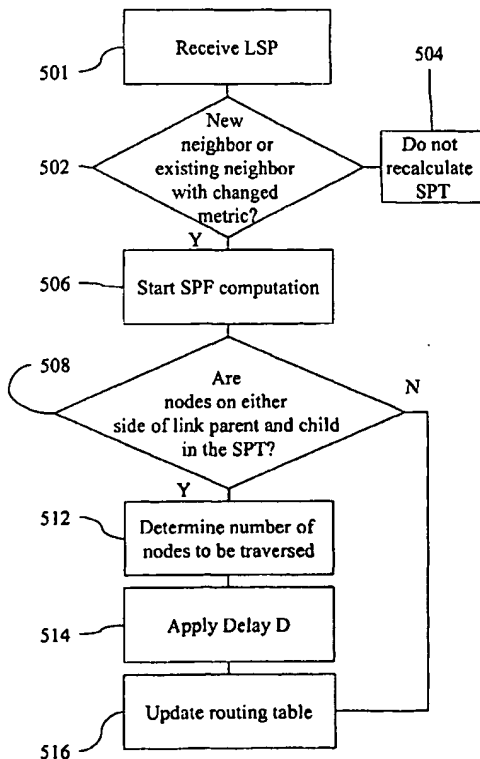 Receive LSP
501
504
New
neighbor or
existing neighbor
with changed
metric?
502
Do not
recalculate
SPT
Y
506
Start SPF computation
508
Are
nodes on either
side of link parent and child
in the SPT?
N
Y
512
Determine number of
nodes to be traversed
514
Apply Delay D
516
Update routing table